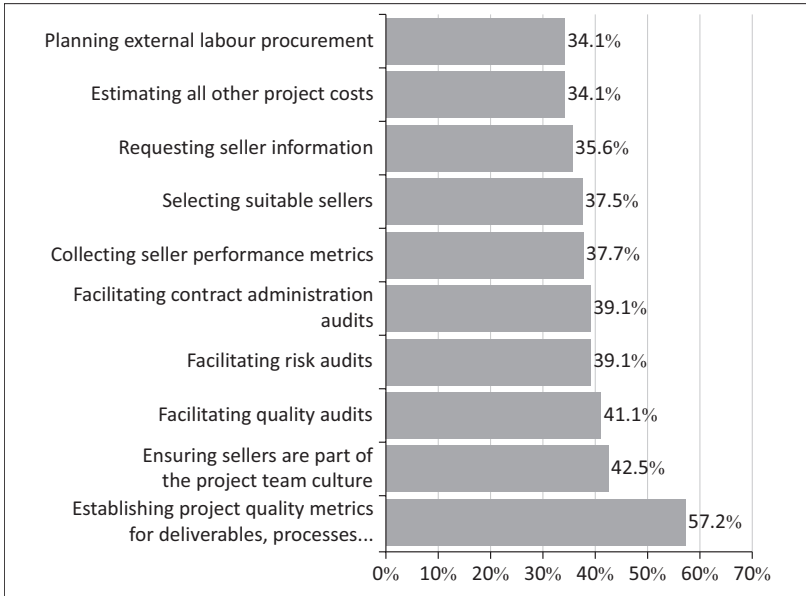 Planning external labour procurement
34.1%
Estimating all other project costs
34.1%
Requesting seller information
35.6%
Selecting suitable sellers
37.5%
Collecting seller performance metrics
37.7%
Facilitating contract administration
audits
39.1%
Facilitating risk audits
39.1%
Facilitating quality audits
41.1%
Ensuring sellers are part of
the project team culture
42.5%
Establishing project quality metrics
for deliverables, processes...
57.2%
0% 10% 20% 30% 40% 50% 60% 70%